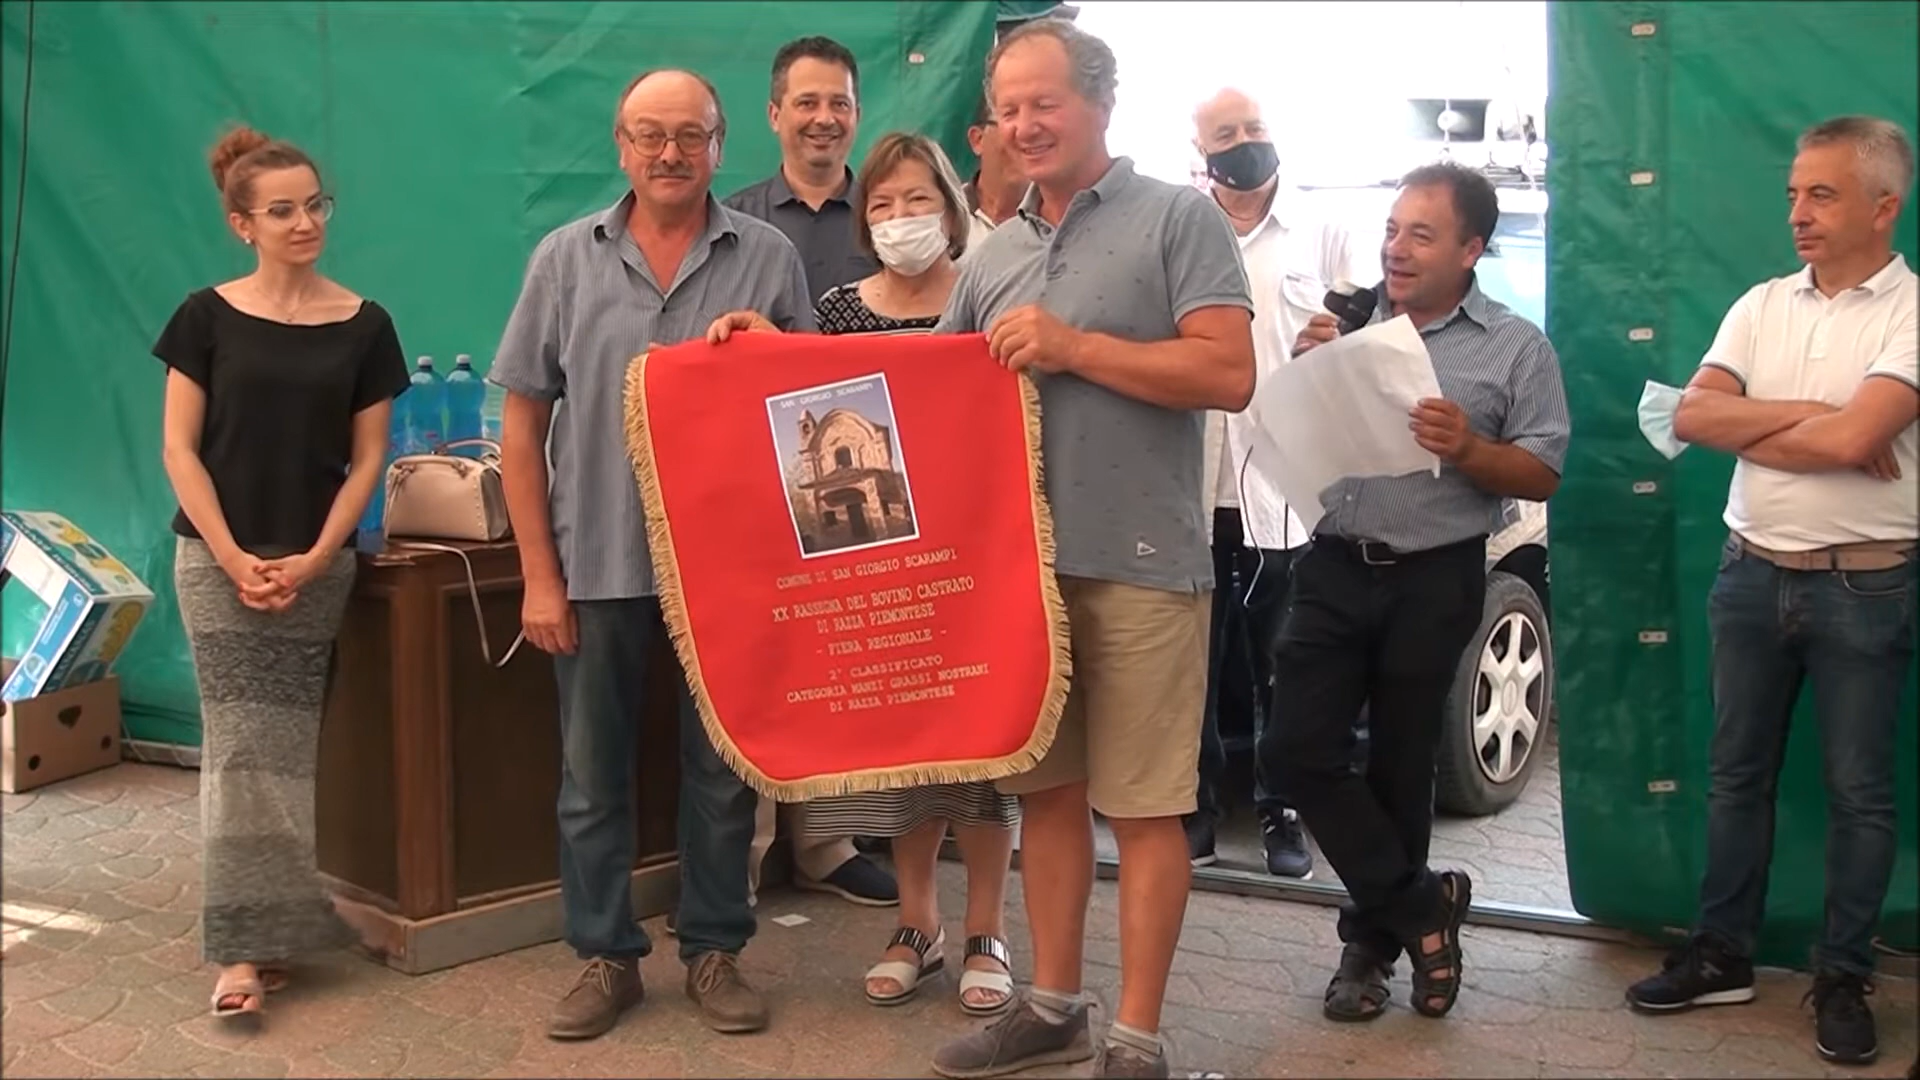 SAN GIORGIO SCARAMPI
COMUNE DI SAN GIORGIO SCARAMPI
XX RASSEGNA DEL BOVINO CASTRATO
DI RAZZA PIEMONTESE
- FIERA REGIONALE -
2° CLASSIFICATO
CATEGORIA MANZI GRASSI NOSTRANI
DI RAZZA PIEMONTESE